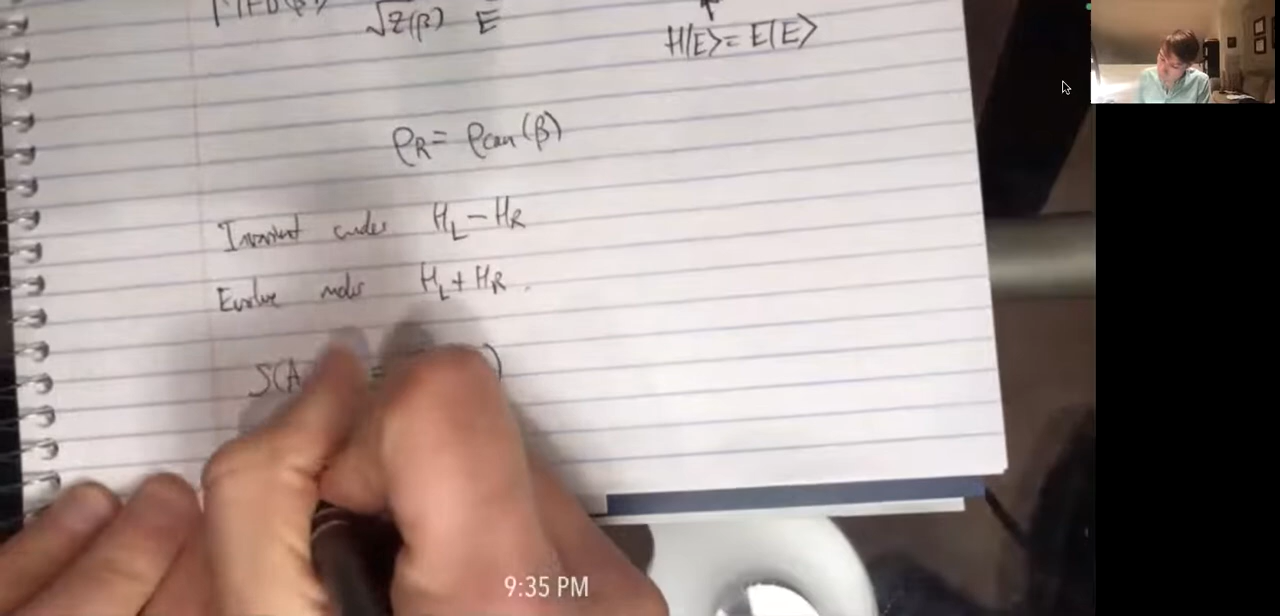 √Z(β) E
H|E>= E|E>
ρR = ρcan(β)
Invariant under HL − HR
Evolve under HL + HR.
S(A
9:35 PM